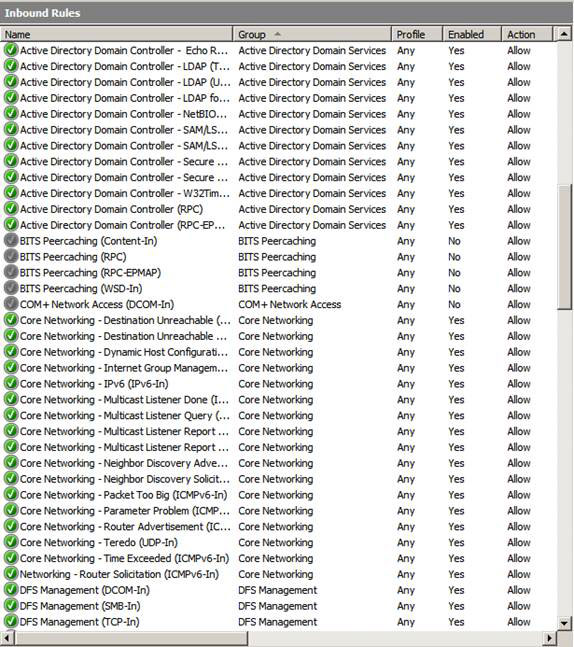 Inbound Rules
Name Group Profile Enabled Action
Active Directory Domain Controller - Echo R... Active Directory Domain Services Any Yes Allow
Active Directory Domain Controller - LDAP (T... Active Directory Domain Services Any Yes Allow
Active Directory Domain Controller - LDAP (U... Active Directory Domain Services Any Yes Allow
Active Directory Domain Controller - LDAP fo... Active Directory Domain Services Any Yes Allow
Active Directory Domain Controller - NetBIO... Active Directory Domain Services Any Yes Allow
Active Directory Domain Controller - SAM/LS... Active Directory Domain Services Any Yes Allow
Active Directory Domain Controller - SAM/LS... Active Directory Domain Services Any Yes Allow
Active Directory Domain Controller - Secure ... Active Directory Domain Services Any Yes Allow
Active Directory Domain Controller - Secure ... Active Directory Domain Services Any Yes Allow
Active Directory Domain Controller - W32Tim... Active Directory Domain Services Any Yes Allow
Active Directory Domain Controller (RPC) Active Directory Domain Services Any Yes Allow
Active Directory Domain Controller (RPC-EP... Active Directory Domain Services Any Yes Allow
BITS Peercaching (Content-In) BITS Peercaching Any No Allow
BITS Peercaching (RPC) BITS Peercaching Any No Allow
BITS Peercaching (RPC-EPMAP) BITS Peercaching Any No Allow
BITS Peercaching (WSD-In) BITS Peercaching Any No Allow
COM+ Network Access (DCOM-In) COM+ Network Access Any No Allow
Core Networking - Destination Unreachable (... Core Networking Any Yes Allow
Core Networking - Destination Unreachable ... Core Networking Any Yes Allow
Core Networking - Dynamic Host Configurati... Core Networking Any Yes Allow
Core Networking - Internet Group Managem... Core Networking Any Yes Allow
Core Networking - IPv6 (IPv6-In) Core Networking Any Yes Allow
Core Networking - Multicast Listener Done (I... Core Networking Any Yes Allow
Core Networking - Multicast Listener Query (... Core Networking Any Yes Allow
Core Networking - Multicast Listener Report ... Core Networking Any Yes Allow
Core Networking - Multicast Listener Report ... Core Networking Any Yes Allow
Core Networking - Neighbor Discovery Adve... Core Networking Any Yes Allow
Core Networking - Neighbor Discovery Solicit... Core Networking Any Yes Allow
Core Networking - Packet Too Big (ICMPv6-In) Core Networking Any Yes Allow
Core Networking - Parameter Problem (ICMP... Core Networking Any Yes Allow
Core Networking - Router Advertisement (IC... Core Networking Any Yes Allow
Core Networking - Teredo (UDP-In) Core Networking Any Yes Allow
Core Networking - Time Exceeded (ICMPv6-In) Core Networking Any Yes Allow
Networking - Router Solicitation (ICMPv6-In) Core Networking Any Yes Allow
DFS Management (DCOM-In) DFS Management Any Yes Allow
DFS Management (SMB-In) DFS Management Any Yes Allow
DFS Management (TCP-In) DFS Management Any Yes Allow